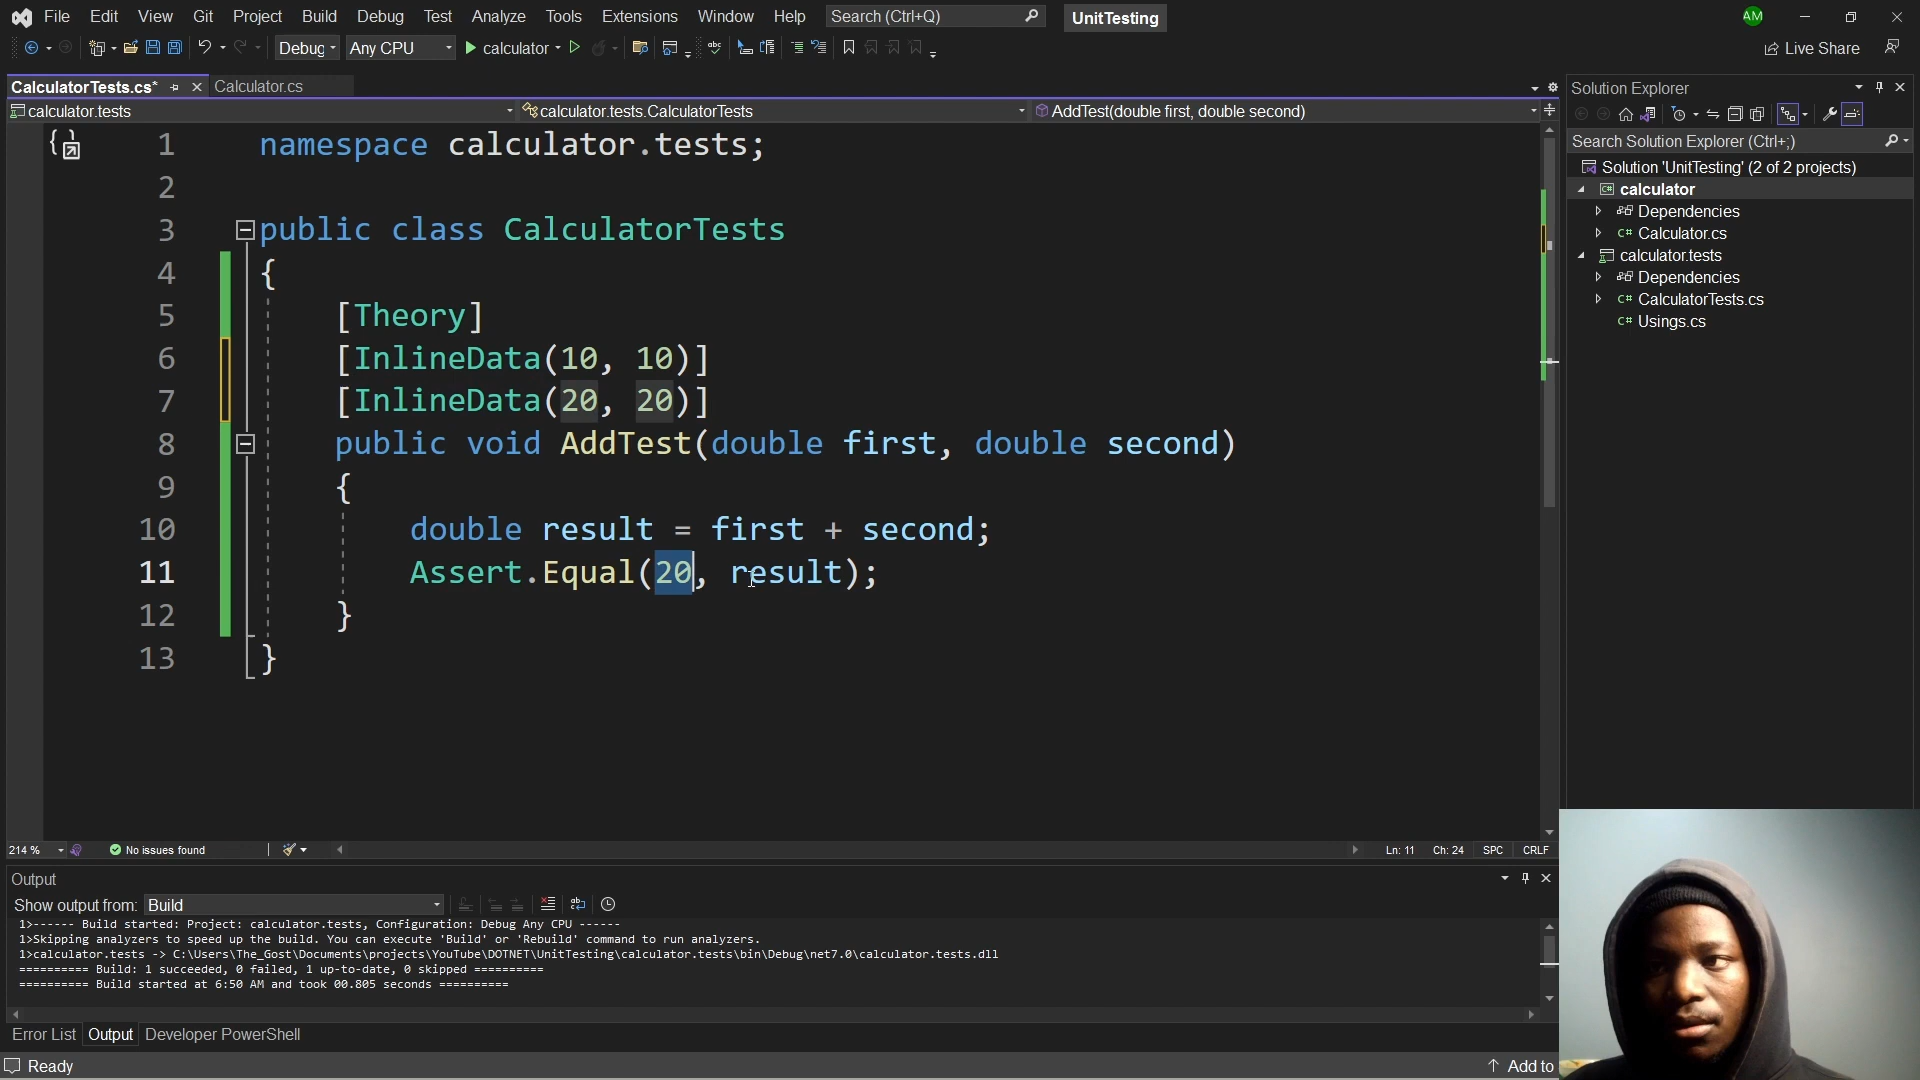 File Edit View Git Project Build Debug Test Analyze Tools Extensions Window Help Search (Ctrl+Q) UnitTesting AM
Debug Any CPU calculator Live Share
CalculatorTests.cs* Calculator.cs
calculator.tests calculator.tests.CalculatorTests AddTest(double first, double second)
1 namespace calculator.tests;
2
3 public class CalculatorTests
4 {
5 [Theory]
6 [InlineData(10, 10)]
7 [InlineData(20, 20)]
8 public void AddTest(double first, double second)
9 {
10 double result = first + second;
11 Assert.Equal(20, result);
12 }
13 }
214 % No issues found Ln: 11 Ch: 24 SPC CRLF
Solution Explorer
Search Solution Explorer (Ctrl+;)
Solution 'UnitTesting' (2 of 2 projects)
calculator
Dependencies
C# Calculator.cs
calculator.tests
Dependencies
C# CalculatorTests.cs
C# Usings.cs
Output
Show output from: Build
1>------ Build started: Project: calculator.tests, Configuration: Debug Any CPU ------
1>Skipping analyzers to speed up the build. You can execute 'Build' or 'Rebuild' command to run analyzers.
1>calculator.tests -> C:\Users\The_Gost\Documents\projects\YouTube\DOTNET\UnitTesting\calculator.tests\bin\Debug\net7.0\calculator.tests.dll
========== Build: 1 succeeded, 0 failed, 1 up-to-date, 0 skipped ==========
========== Build started at 6:50 AM and took 00.805 seconds ==========
Error List Output Developer PowerShell
Ready Add to